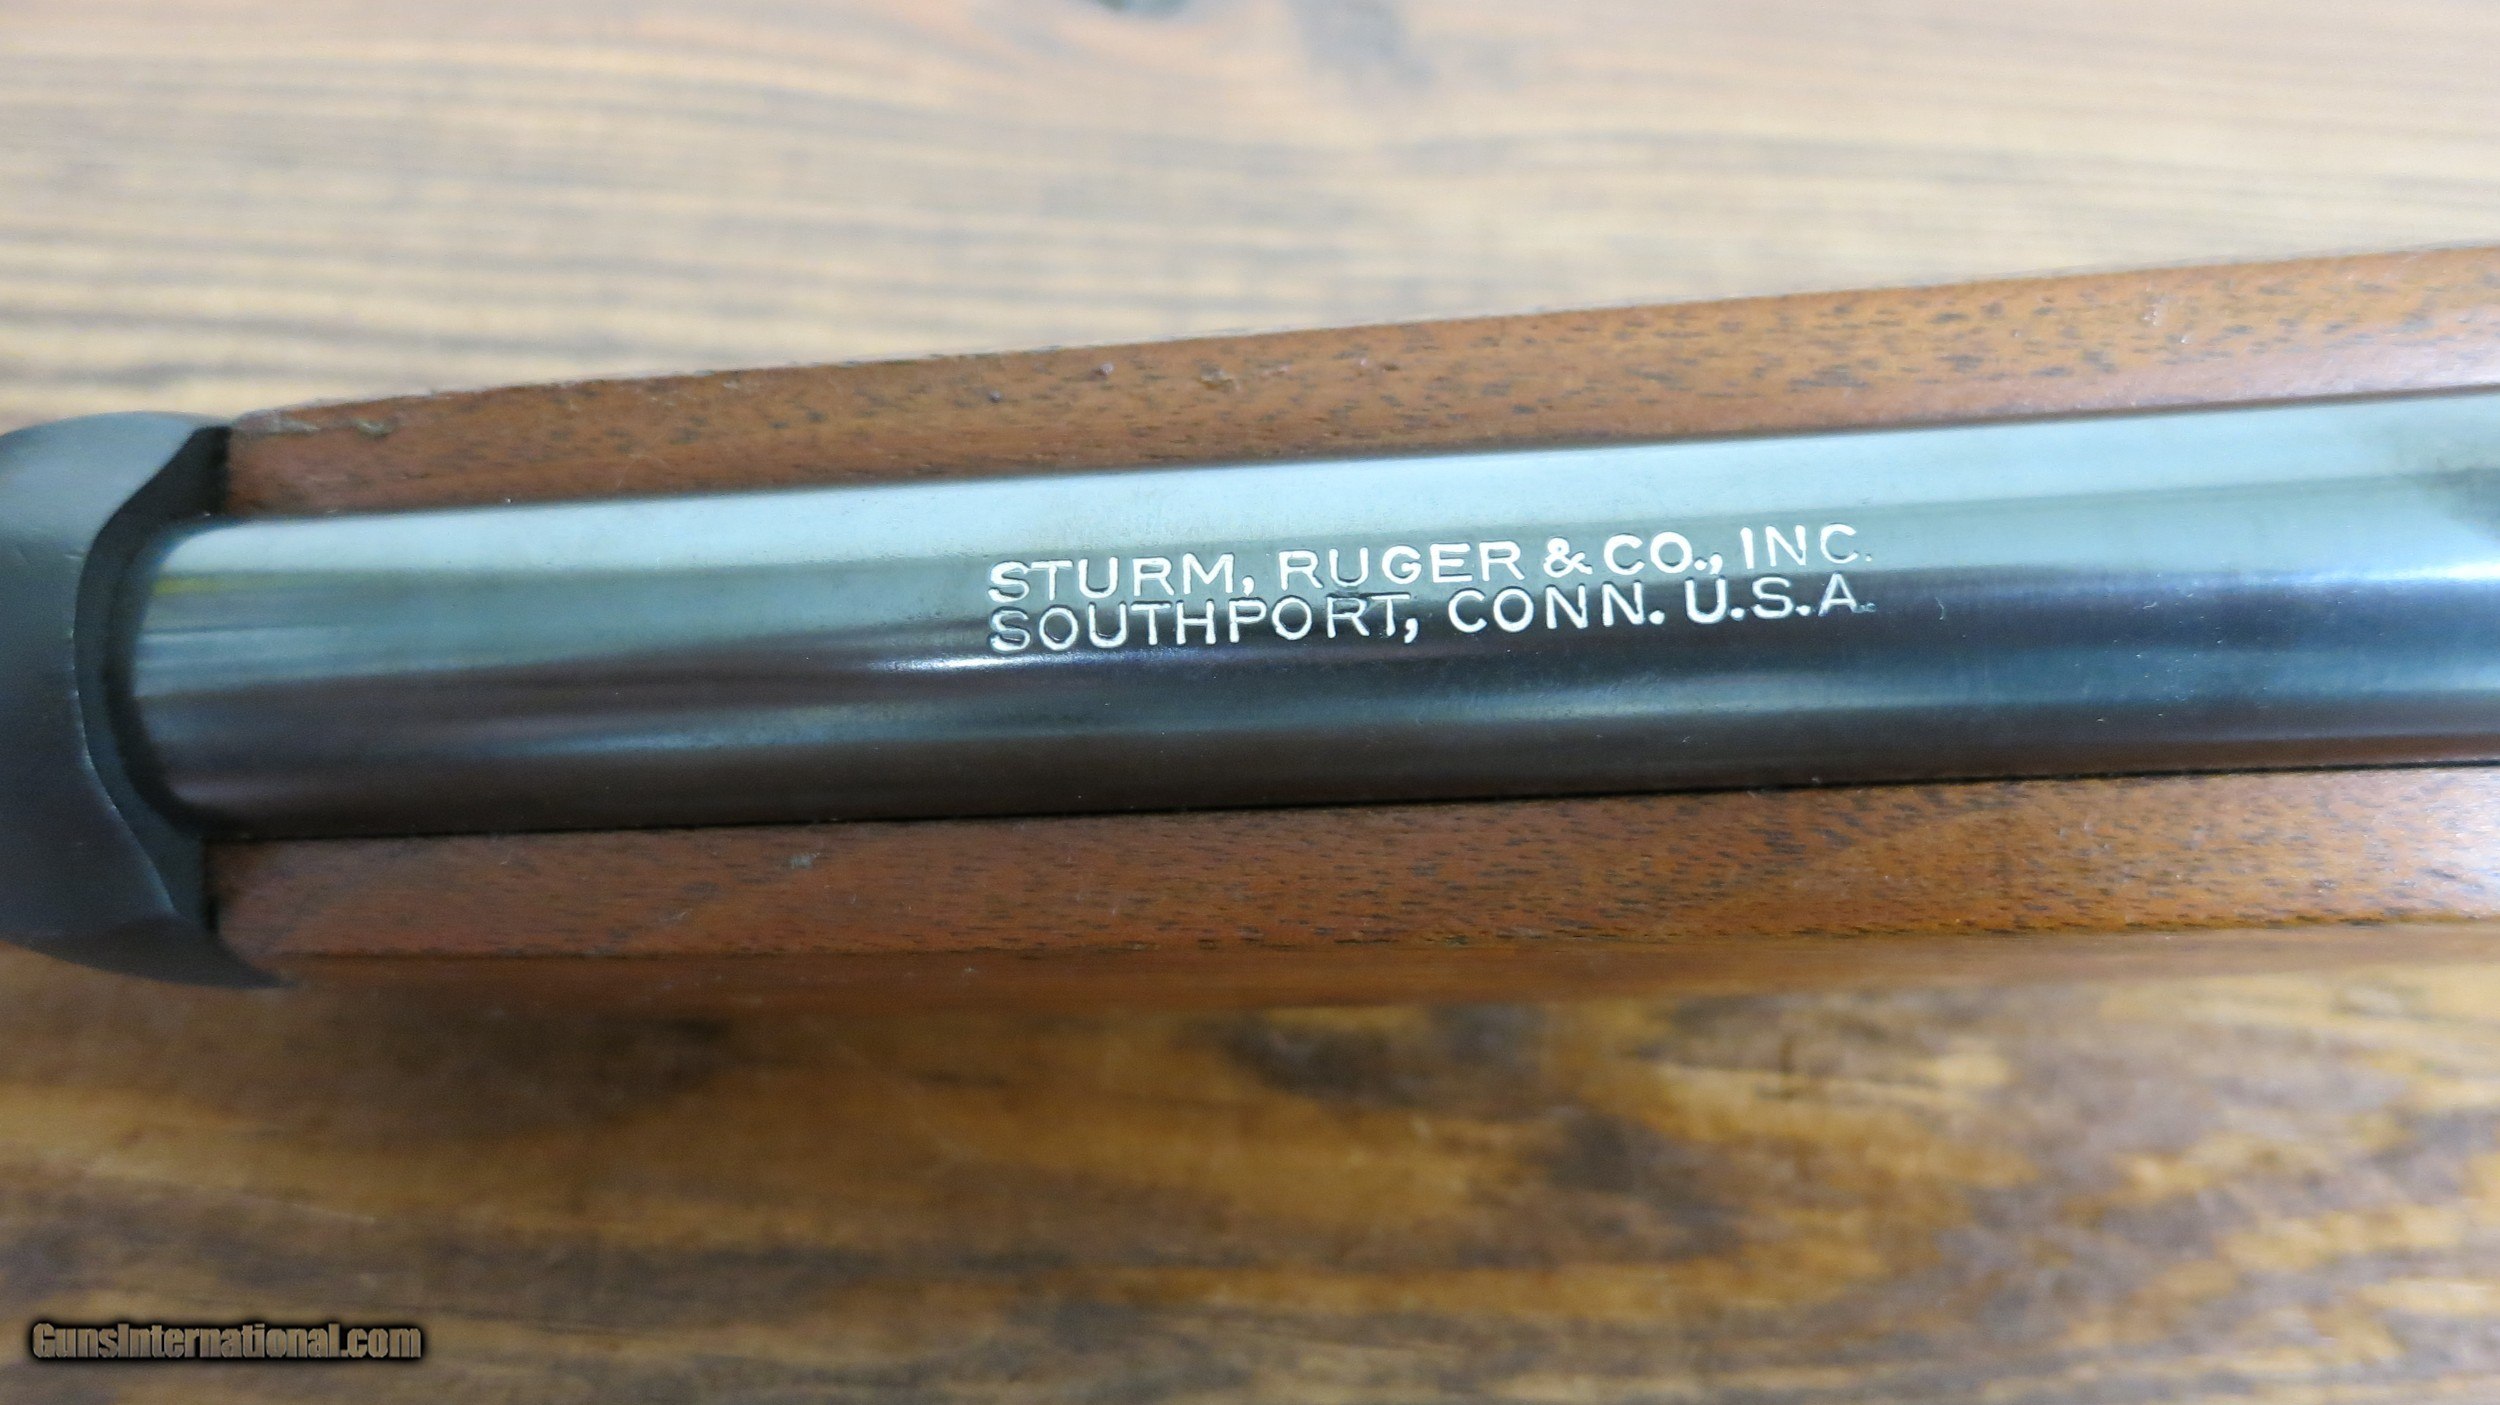 STURM, RUGER & CO., INC.
SOUTHPORT, CONN. U.S.A.
GunsInternational.com